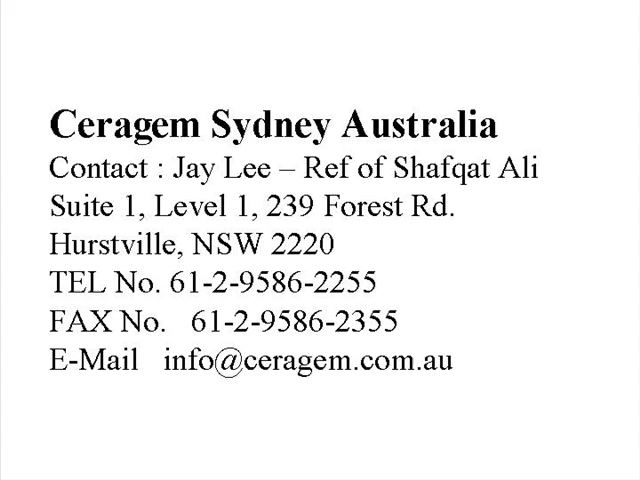 Ceragem Sydney Australia
Contact : Jay Lee – Ref of Shafqat Ali
Suite 1, Level 1, 239 Forest Rd.
Hurstville, NSW 2220
TEL No. 61-2-9586-2255
FAX No.   61-2-9586-2355
E-Mail   info@ceragem.com.au